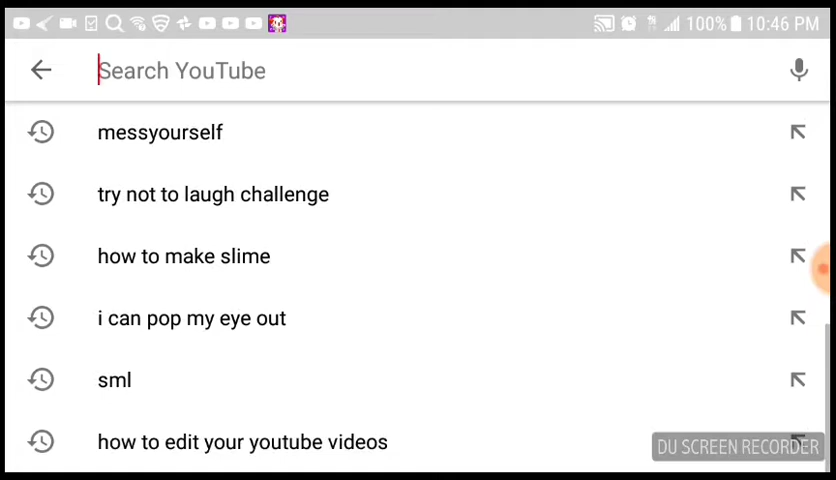 100% 10:46 PM
Search YouTube
messyourself
try not to laugh challenge
how to make slime
i can pop my eye out
sml
how to edit your youtube videos
DU SCREEN RECORDER